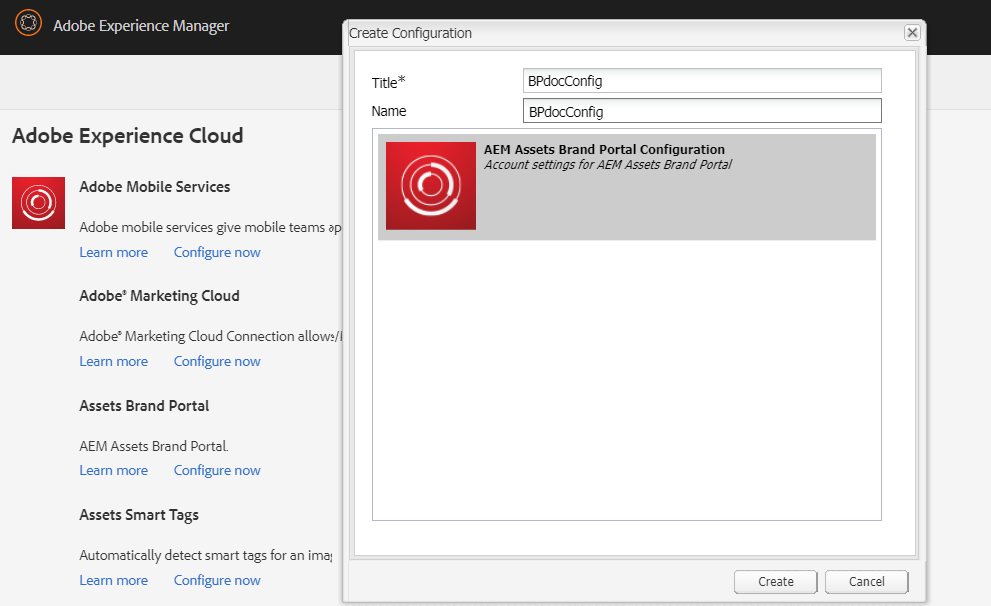 Adobe Experience Manager
Create Configuration
Title*
BPdocConfig
Name
BPdocConfig
AEM Assets Brand Portal Configuration
Account settings for AEM Assets Brand Portal
Create
Cancel
Adobe Experience Cloud
Adobe Mobile Services
Adobe mobile services give mobile teams ap
Learn more Configure now
Adobe® Marketing Cloud
Adobe® Marketing Cloud Connection allows/
Learn more Configure now
Assets Brand Portal
AEM Assets Brand Portal.
Learn more Configure now
Assets Smart Tags
Automatically detect smart tags for an imag
Learn more Configure now